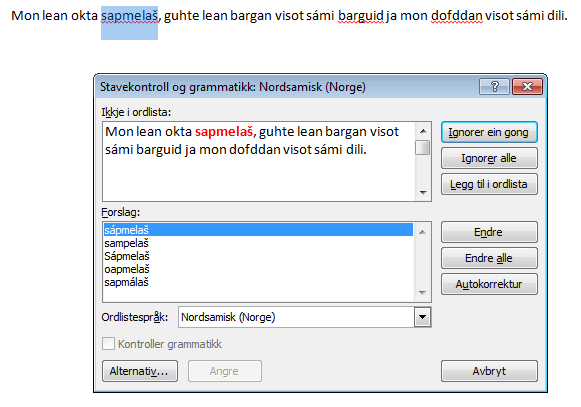 Mon lean okta sapmelaš, guhte lean bargan visot sámi barguid ja mon dofddan visot sámi dili.
Stavekontroll og grammatikk: Nordsamisk (Norge)
Ikkje i ordlista:
Mon lean okta sapmelaš, guhte lean bargan visot
sámi barguid ja mon dofddan visot sámi dili.
Ignorer ein gong
Ignorer alle
Legg til i ordlista
Forslag:
sápmelaš
sampelaš
Sápmelaš
oapmelaš
sapmálaš
Endre
Endre alle
Autokorrektur
Ordlistespråk: Nordsamisk (Norge)
Kontroller grammatikk
Alternativ... Angre Avbryt